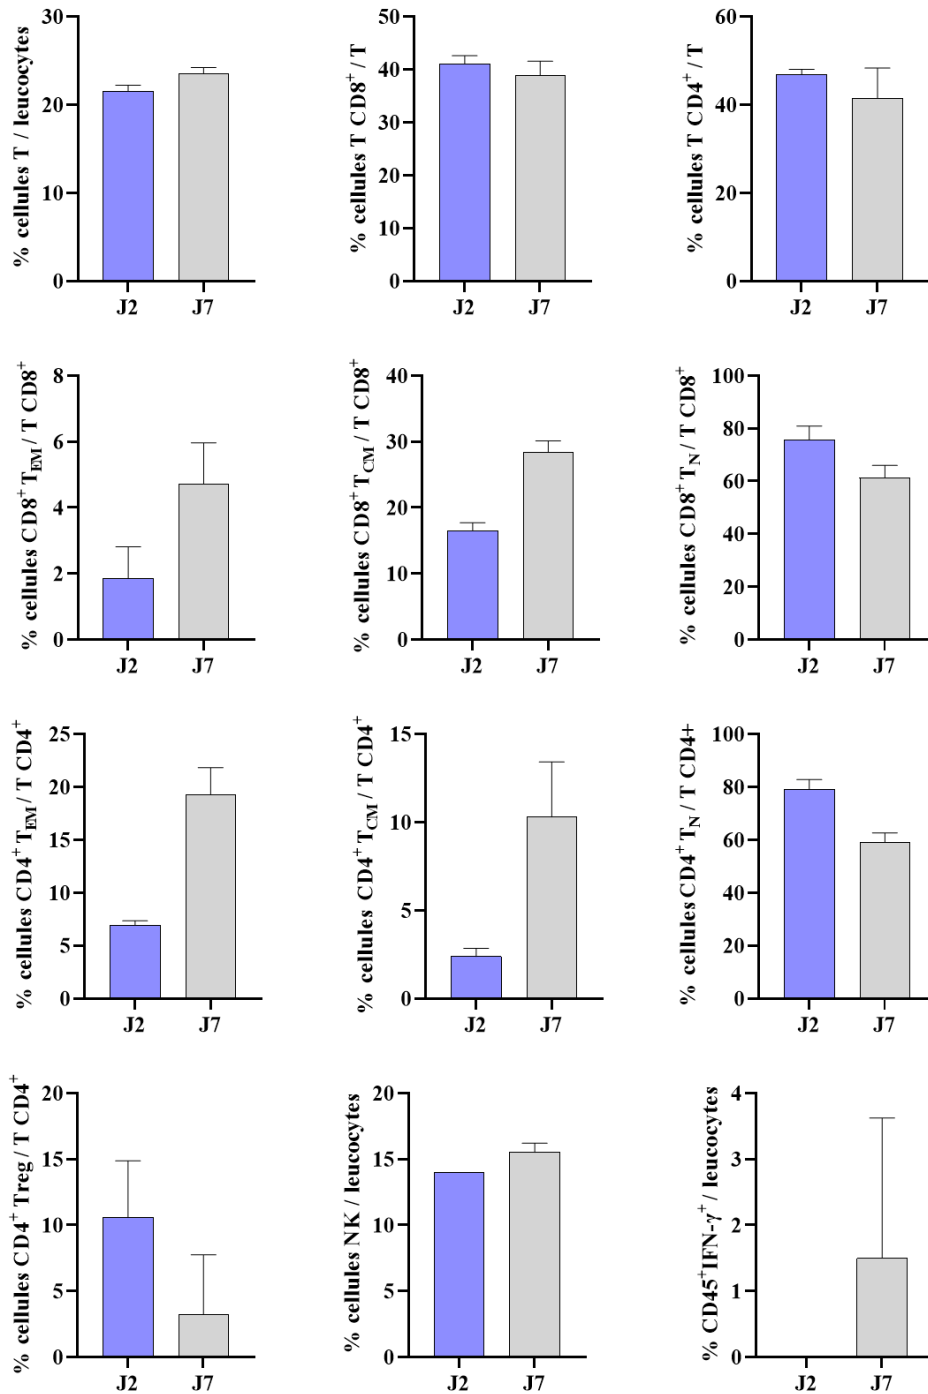 % cellules T / leucocytes
30
20
10
0
J2 J7
% cellules T CD8⁺ / T
50
40
30
20
10
0
J2 J7
% cellules T CD4⁺ / T
60
40
20
0
J2 J7
% cellules CD8⁺ T_EM / T CD8⁺
8
6
4
2
0
J2 J7
% cellules CD8⁺ T_CM / T CD8⁺
40
30
20
10
0
J2 J7
% cellules CD8⁺ T_N / T CD8⁺
100
80
60
40
20
0
J2 J7
% cellules CD4⁺ T_EM / T CD4⁺
25
20
15
10
5
0
J2 J7
% cellules CD4⁺ T_CM / T CD4⁺
15
10
5
0
J2 J7
% cellules CD4⁺ T_N / T CD4+
100
80
60
40
20
0
J2 J7
% cellules CD4⁺ Treg / T CD4⁺
20
15
10
5
0
J2 J7
% cellules NK / leucocytes
20
15
10
5
0
J2 J7
% CD45⁺IFN-γ⁺ / leucocytes
4
3
2
1
0
J2 J7